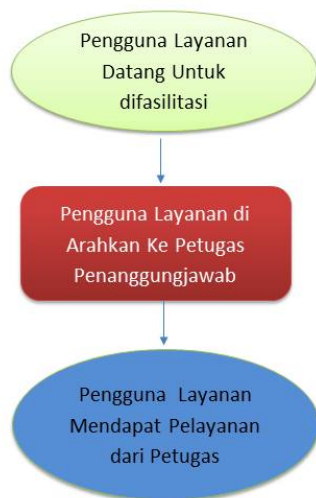 Pengguna Layanan
Datang Untuk
difasilitasi
Pengguna Layanan di
Arahkan Ke Petugas
Penanggungjawab
Pengguna Layanan
Mendapat Pelayanan
dari Petugas